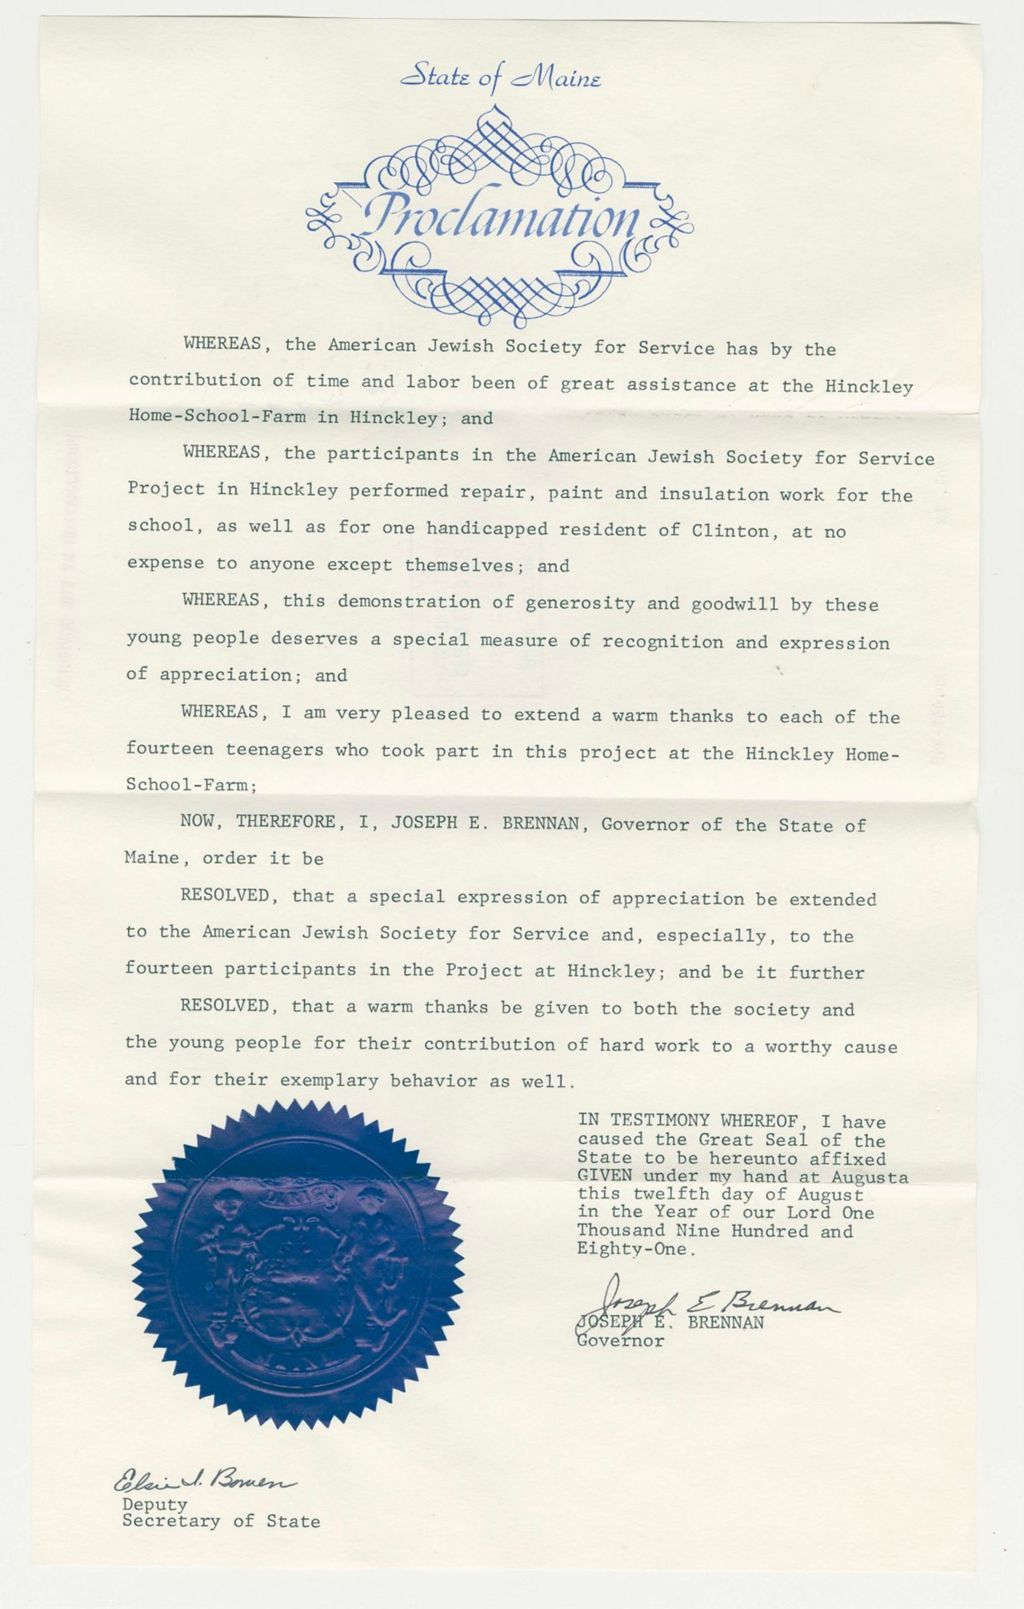 State of Maine
Proclamation
WHEREAS, the American Jewish Society for Service has by the
contribution of time and labor been of great assistance at the Hinckley
Home-School-Farm in Hinckley; and
WHEREAS, the participants in the American Jewish Society for Service
Project in Hinckley performed repair, paint and insulation work for the
school, as well as for one handicapped resident of Clinton, at no
expense to anyone except themselves; and
WHEREAS, this demonstration of generosity and goodwill by these
young people deserves a special measure of recognition and expression
of appreciation; and
WHEREAS, I am very pleased to extend a warm thanks to each of the
fourteen teenagers who took part in this project at the Hinckley Home-
School-Farm;
NOW, THEREFORE, I, JOSEPH E. BRENNAN, Governor of the State of
Maine, order it be
RESOLVED, that a special expression of appreciation be extended
to the American Jewish Society for Service and, especially, to the
fourteen participants in the Project at Hinckley; and be it further
RESOLVED, that a warm thanks be given to both the society and
the young people for their contribution of hard work to a worthy cause
and for their exemplary behavior as well.
IN TESTIMONY WHEREOF, I have
caused the Great Seal of the
State to be hereunto affixed
GIVEN under my hand at Augusta
this twelfth day of August
in the Year of our Lord One
Thousand Nine Hundred and
Eighty-One.
Joseph E Brennan
JOSEPH E. BRENNAN
Governor
Elsie I. Bowen
Deputy
Secretary of State